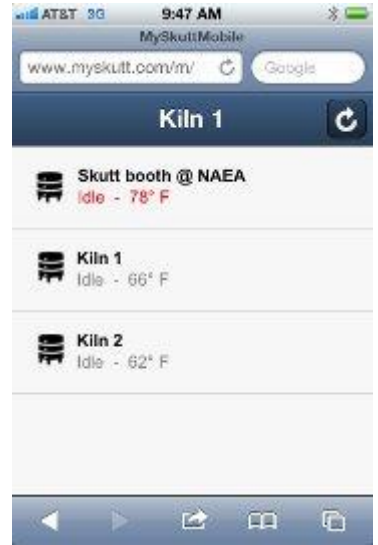 AT&T 3G 9:47 AM
MySkuttMobile
www.myskutt.com/m/ Google
Kiln 1
Skutt booth @ NAEA
Idle - 78° F
Kiln 1
Idle - 66° F
Kiln 2
Idle - 62° F